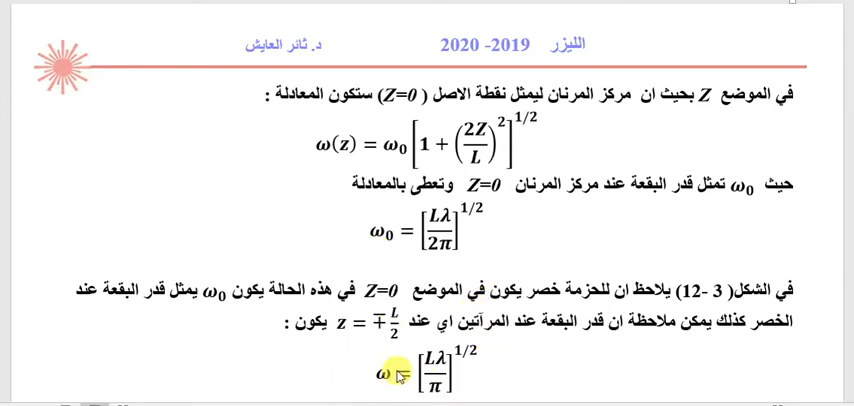 الليزر 2019- 2020 د. ثائر العايش
في الموضع Z بحيث ان مركز المرنان ليمثل نقطة الاصل ( Z=0) ستكون المعادلة :
ω(z) = ω₀ [1 + (2Z/L)²]^1/2
حيث ω₀ تمثل قدر البقعة عند مركز المرنان Z=0 وتعطى بالمعادلة
ω₀ = [Lλ/2π]^1/2
في الشكل( 3 -12) يلاحظ ان للحزمة خصر يكون في الموضع Z=0 في هذه الحالة يكون ω₀ يمثل قدر البقعة عند
الخصر كذلك يمكن ملاحظة ان قدر البقعة عند المرآتين اي عند z = ∓ L/2 يكون :
ω = [Lλ/π]^1/2